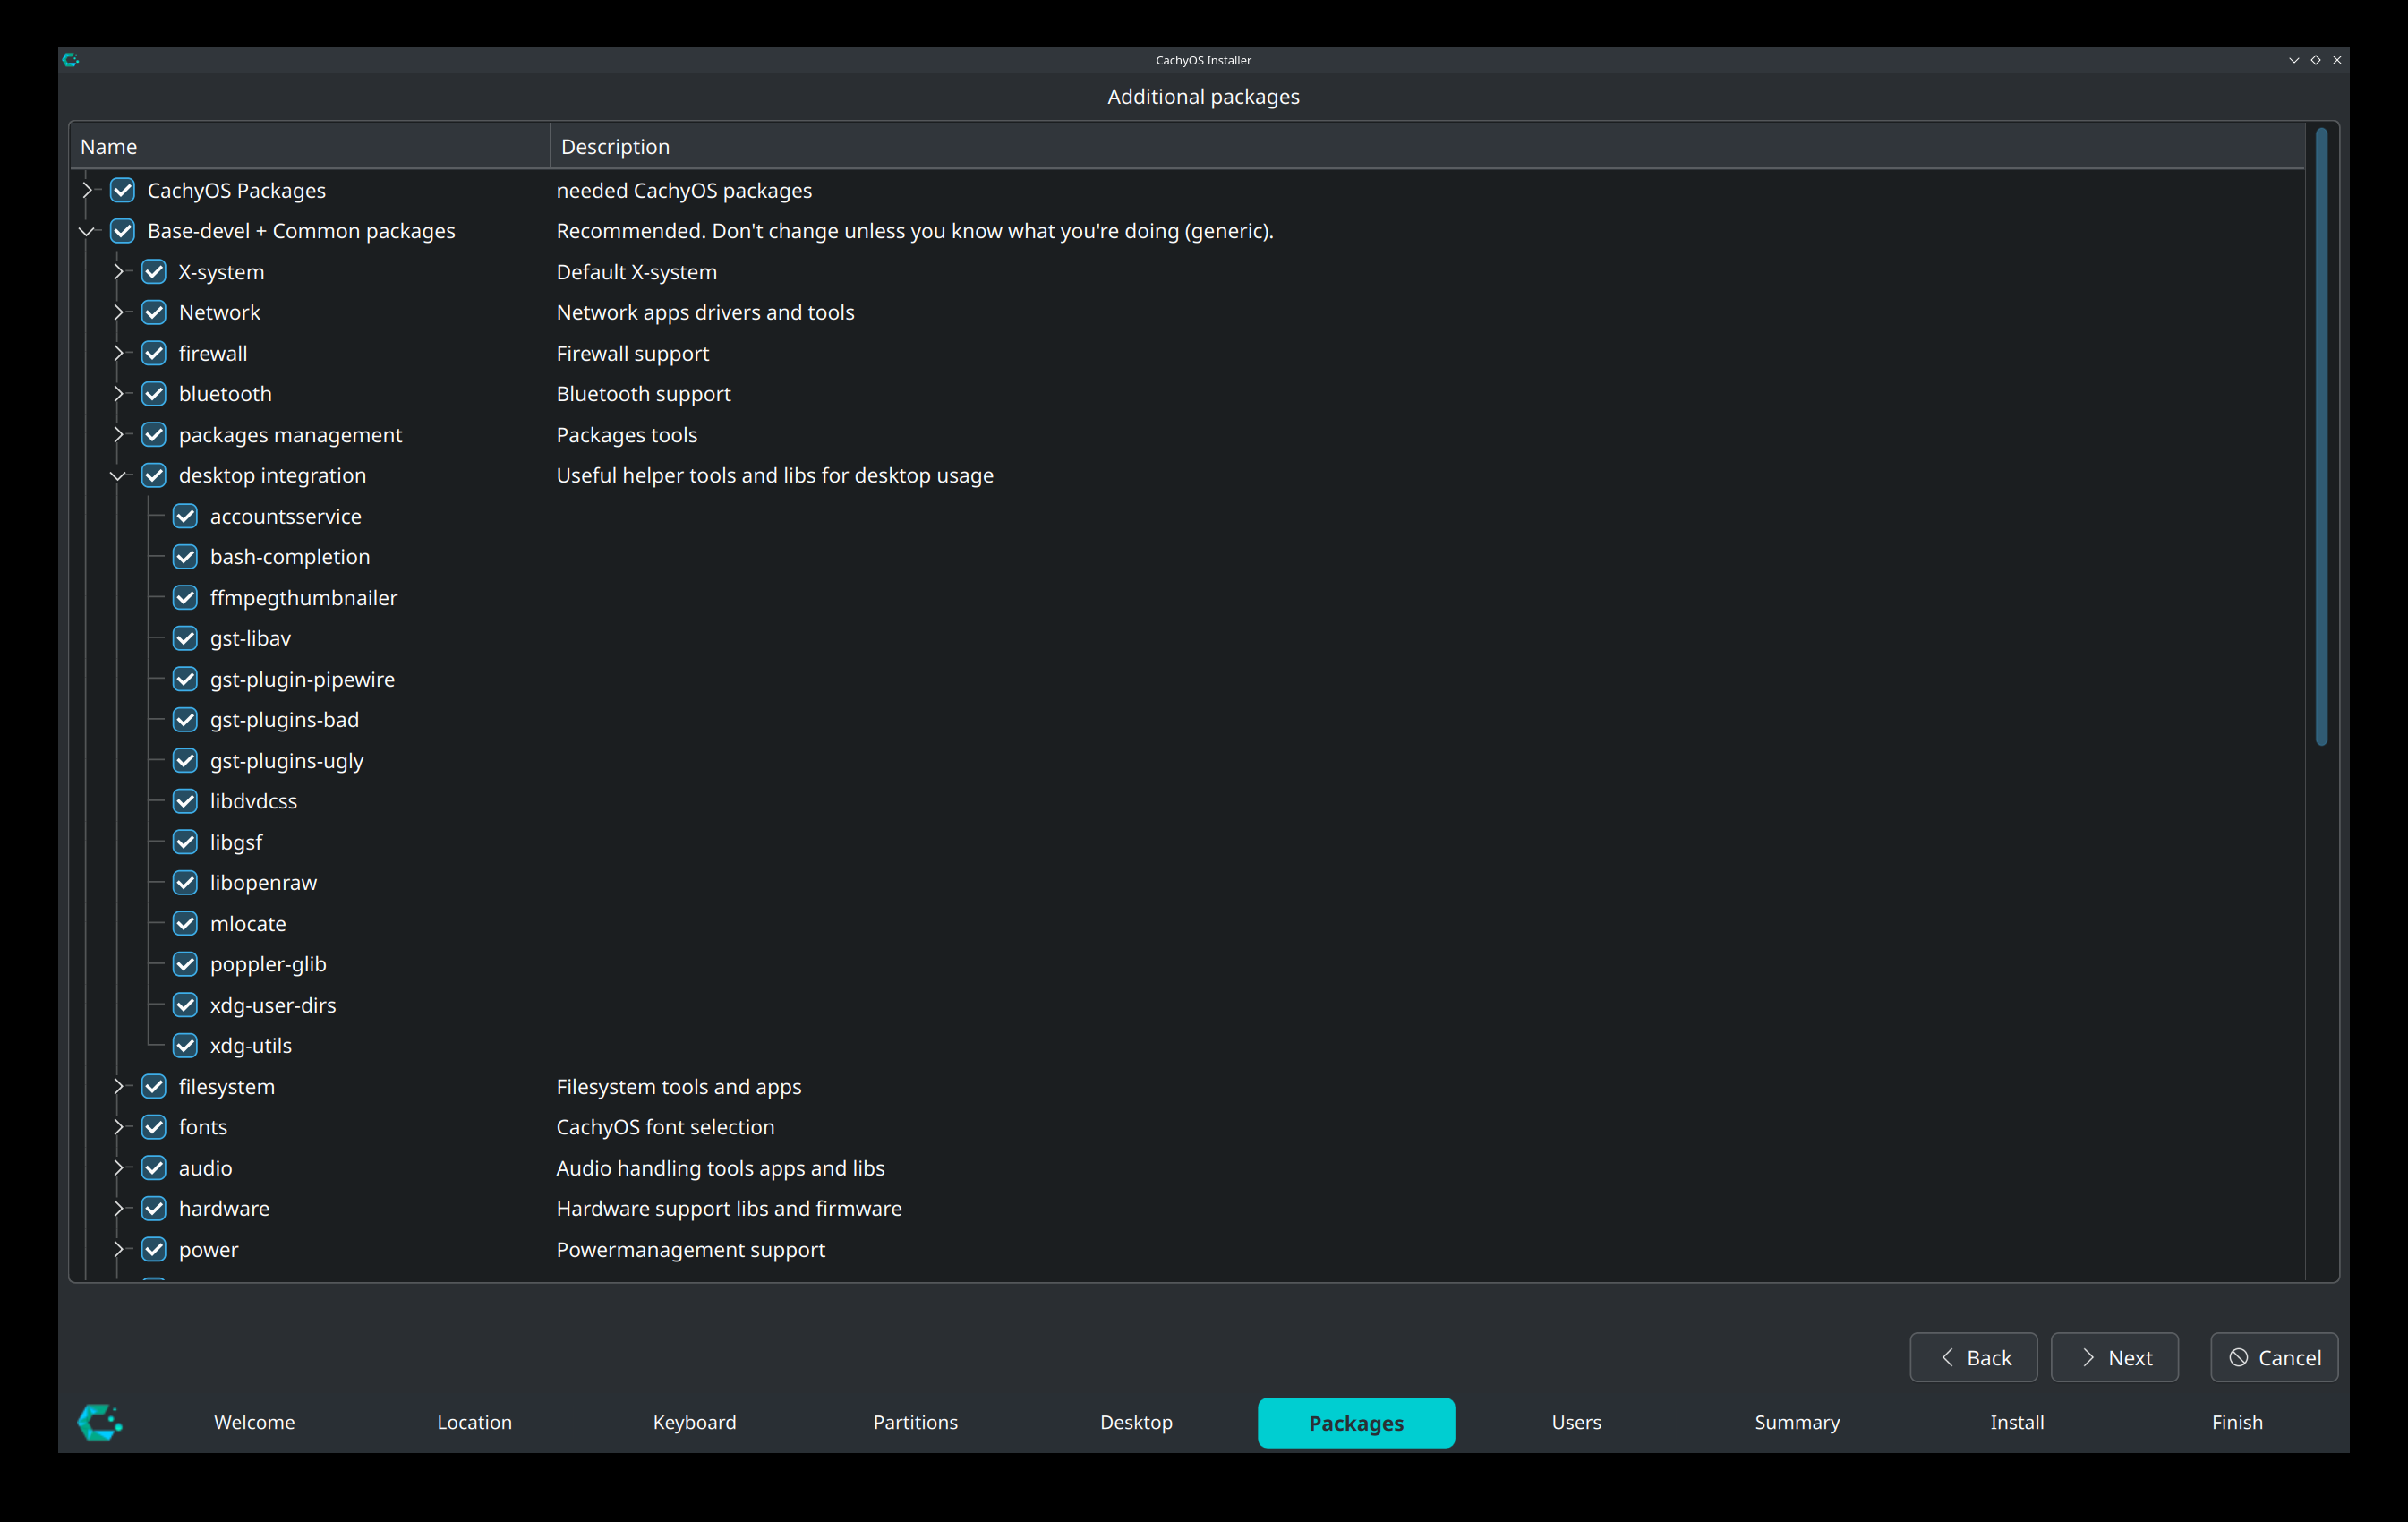 CachyOS Installer
Additional packages
Name Description
CachyOS Packages needed CachyOS packages
Base-devel + Common packages Recommended. Don't change unless you know what you're doing (generic).
X-system Default X-system
Network Network apps drivers and tools
firewall Firewall support
bluetooth Bluetooth support
packages management Packages tools
desktop integration Useful helper tools and libs for desktop usage
accountsservice
bash-completion
ffmpegthumbnailer
gst-libav
gst-plugin-pipewire
gst-plugins-bad
gst-plugins-ugly
libdvdcss
libgsf
libopenraw
mlocate
poppler-glib
xdg-user-dirs
xdg-utils
filesystem Filesystem tools and apps
fonts CachyOS font selection
audio Audio handling tools apps and libs
hardware Hardware support libs and firmware
power Powermanagement support
Back Next Cancel
Welcome Location Keyboard Partitions Desktop Packages Users Summary Install Finish